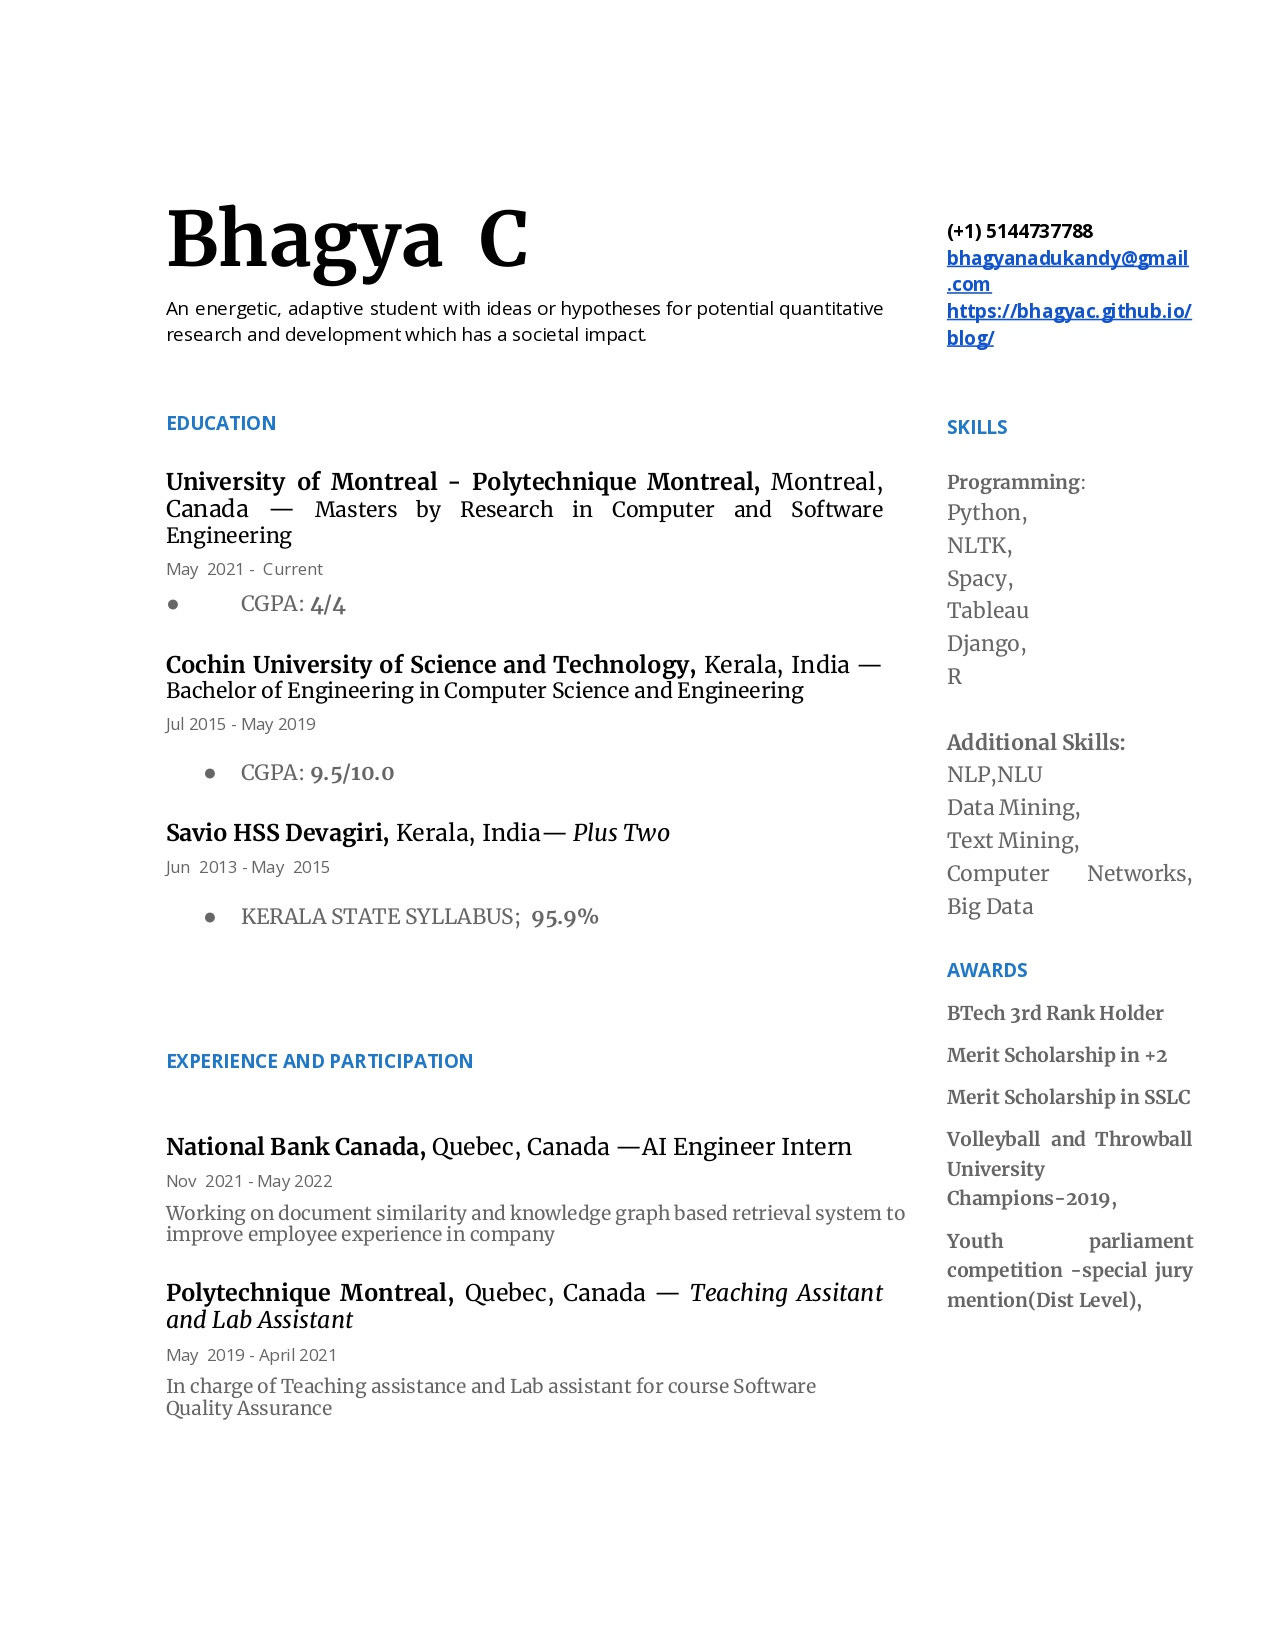 Bhagya C
An energetic, adaptive student with ideas or hypotheses for potential quantitative
research and development which has a societal impact.
EDUCATION
University of Montreal - Polytechnique Montreal, Montreal,
Canada — Masters by Research in Computer and Software
Engineering
May 2021 - Current
● CGPA: 4/4
Cochin University of Science and Technology, Kerala, India —
Bachelor of Engineering in Computer Science and Engineering
Jul 2015 - May 2019
● CGPA: 9.5/10.0
Savio HSS Devagiri, Kerala, India— Plus Two
Jun 2013 - May 2015
● KERALA STATE SYLLABUS; 95.9%
EXPERIENCE AND PARTICIPATION
National Bank Canada, Quebec, Canada —AI Engineer Intern
Nov 2021 - May 2022
Working on document similarity and knowledge graph based retrieval system to
improve employee experience in company
Polytechnique Montreal, Quebec, Canada — Teaching Assitant
and Lab Assistant
May 2019 - April 2021
In charge of Teaching assistance and Lab assistant for course Software
Quality Assurance
(+1) 5144737788
bhagyanadukandy@gmail
.com
https://bhagyac.github.io/
blog/
SKILLS
Programming:
Python,
NLTK,
Spacy,
Tableau
Django,
R
Additional Skills:
NLP,NLU
Data Mining,
Text Mining,
Computer Networks,
Big Data
AWARDS
BTech 3rd Rank Holder
Merit Scholarship in +2
Merit Scholarship in SSLC
Volleyball and Throwball
University
Champions-2019,
Youth parliament
competition -special jury
mention(Dist Level),